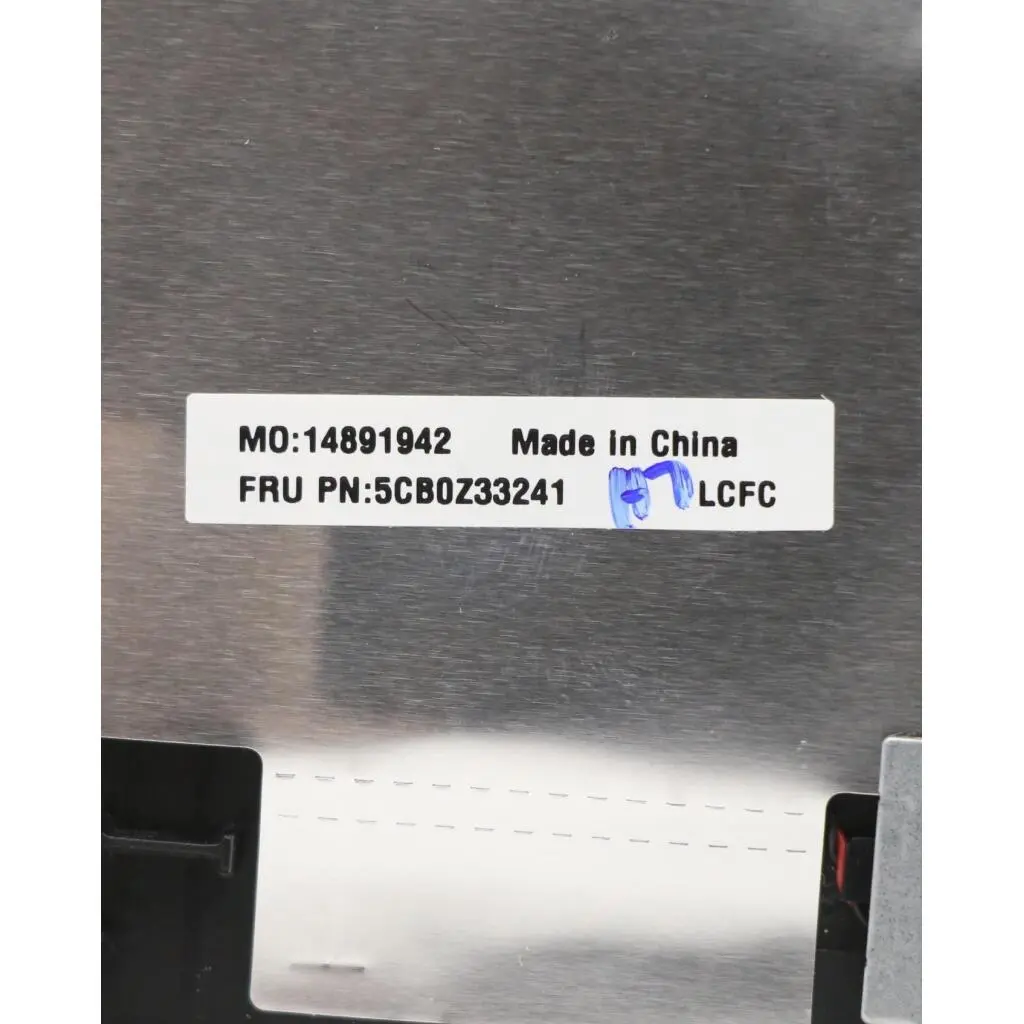 MO:14891942 Made in China
FRU PN:5CB0Z33241 LCFC